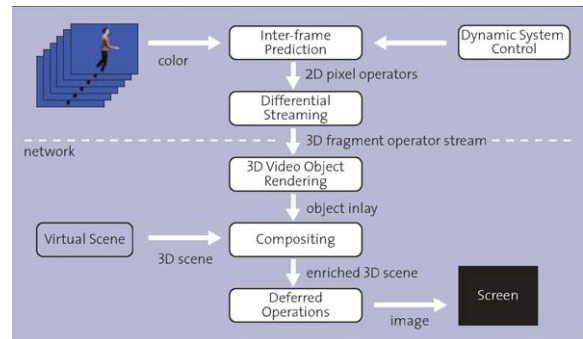 Inter-frame
Prediction
Dynamic System
Control
color
2D pixel operators
Differential
Streaming
3D fragment operator stream
network
3D Video Object
Rendering
object inlay
Virtual Scene
Compositing
3D scene
enriched 3D scene
Deferred
Operations
Screen
image